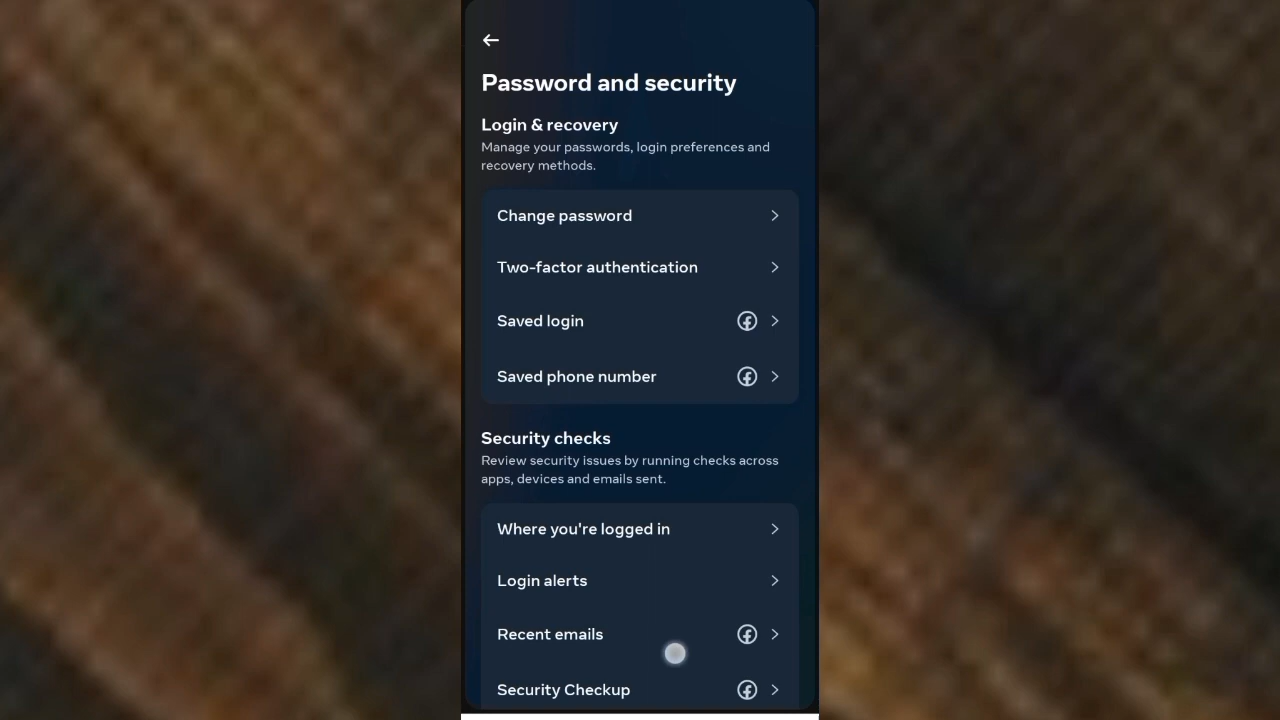 Password and security
Login & recovery
Manage your passwords, login preferences and
recovery methods.
Change password
Two-factor authentication
Saved login
Saved phone number
Security checks
Review security issues by running checks across
apps, devices and emails sent.
Where you're logged in
Login alerts
Recent emails
Security Checkup